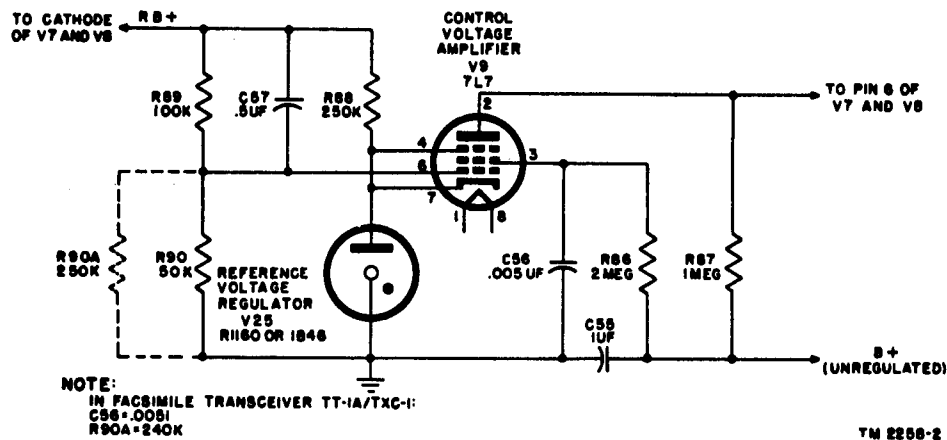 TO CATHODE
OF V7 AND V8
RB+
CONTROL
VOLTAGE
AMPLIFIER
V9
7L7
2
R89
100K
C57
.5UF
R88
250K
4
6
7
3
1
8
TO PIN 6 OF
V7 AND V8
R90A
250K
R90
50K
REFERENCE
VOLTAGE
REGULATOR
V25
R1160 OR 1846
C56
.005UF
R86
2 MEG
R87
1 MEG
C55
1UF
B+
(UNREGULATED)
NOTE:
IN FACSIMILE TRANSCEIVER TT-1A/TXC-1:
C56=.0051
R90A=240K
TM 2258-2